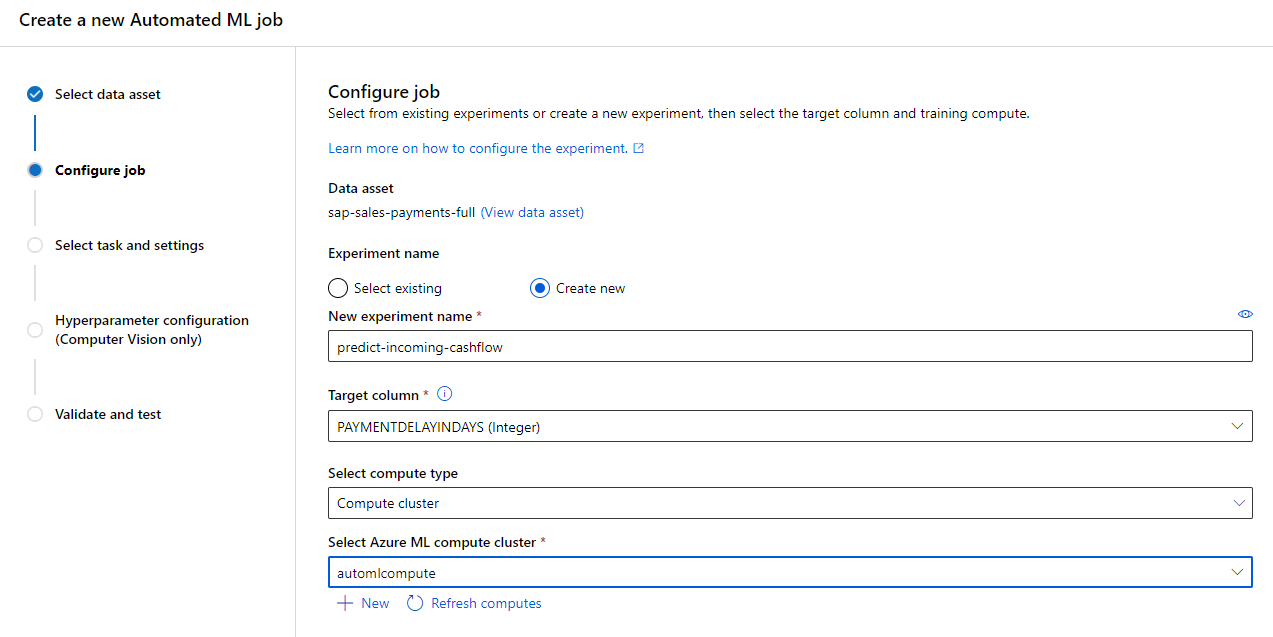 Create a new Automated ML job
Select data asset
Configure job
Select task and settings
Hyperparameter configuration
(Computer Vision only)
Validate and test
Configure job
Select from existing experiments or create a new experiment, then select the target column and training compute.
Learn more on how to configure the experiment.
Data asset
sap-sales-payments-full (View data asset)
Experiment name
Select existing
Create new
New experiment name *
predict-incoming-cashflow
Target column *
PAYMENTDELAYINDAYS (Integer)
Select compute type
Compute cluster
Select Azure ML compute cluster *
automlcompute
New Refresh computes